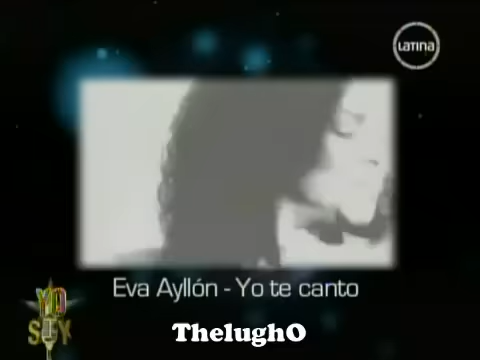 LATINA
Eva Ayllón - Yo te canto
YO
SOY
ThelughO